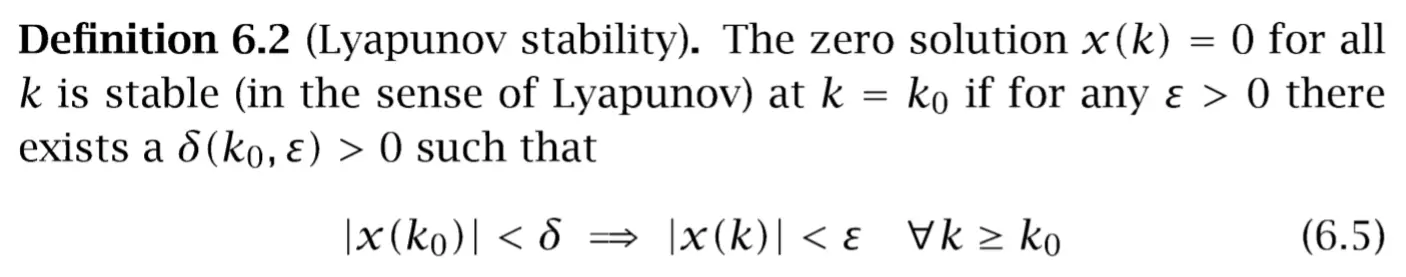 Definition 6.2 (Lyapunov stability). The zero solution x(k) = 0 for all
k is stable (in the sense of Lyapunov) at k = k₀ if for any ε > 0 there
exists a δ(k₀, ε) > 0 such that
|x(k₀)| < δ ⟹ |x(k)| < ε ∀k ≥ k₀ (6.5)